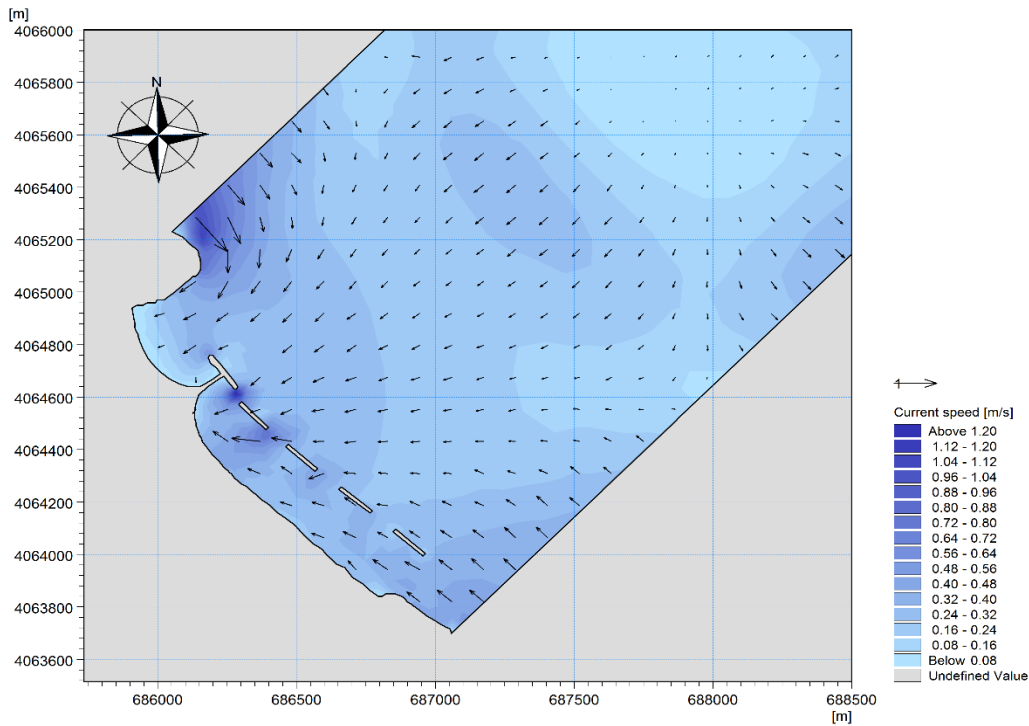 [m]
4066000
4065800
4065600
4065400
4065200
4065000
4064800
4064600
4064400
4064200
4064000
4063800
4063600
N
686000
686500
687000
687500
688000
688500
[m]
1
Current speed [m/s]
Above 1.20
1.12 - 1.20
1.04 - 1.12
0.96 - 1.04
0.88 - 0.96
0.80 - 0.88
0.72 - 0.80
0.64 - 0.72
0.56 - 0.64
0.48 - 0.56
0.40 - 0.48
0.32 - 0.40
0.24 - 0.32
0.16 - 0.24
0.08 - 0.16
Below 0.08
Undefined Value